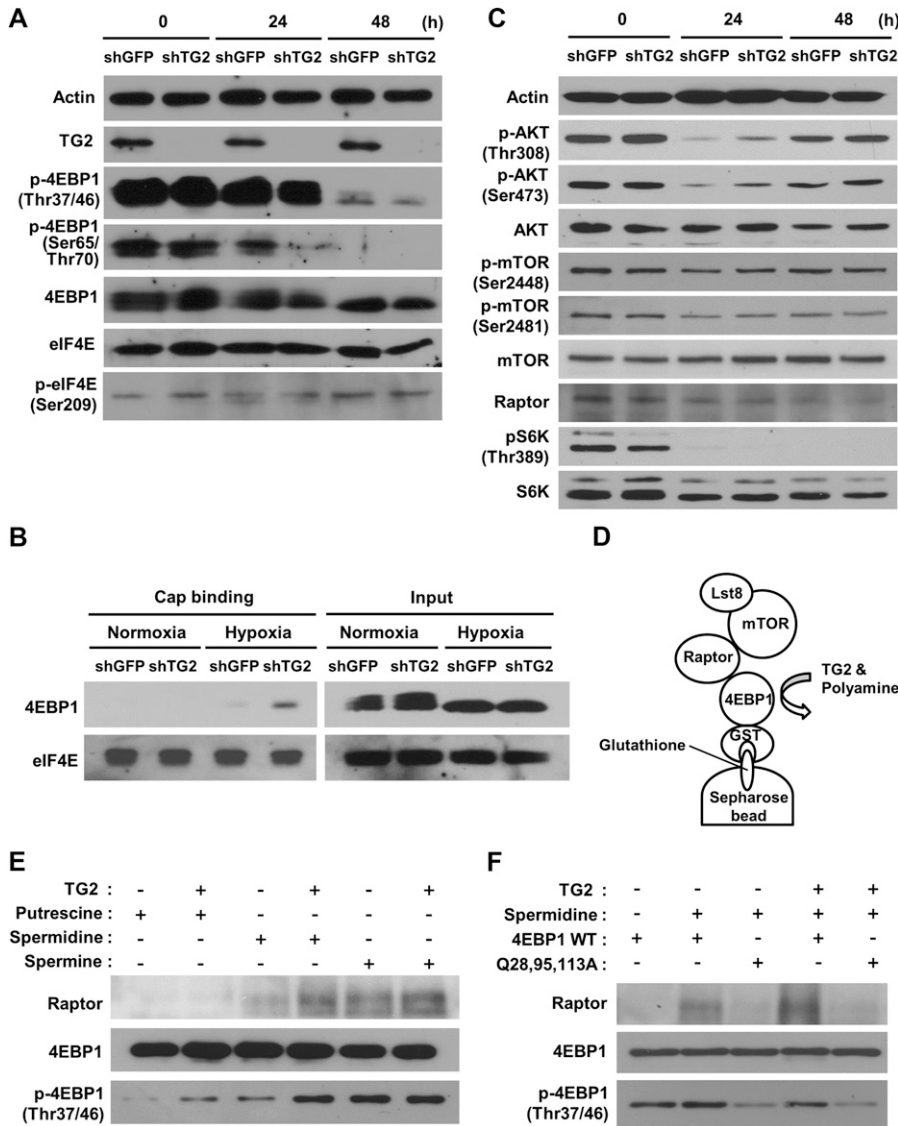 A
0 24 48 (h)
shGFP shTG2 shGFP shTG2 shGFP shTG2
Actin
TG2
p-4EBP1
(Thr37/46)
p-4EBP1
(Ser65/
Thr70)
4EBP1
eIF4E
p-eIF4E
(Ser209)
C
0 24 48 (h)
shGFP shTG2 shGFP shTG2 shGFP shTG2
Actin
p-AKT
(Thr308)
p-AKT
(Ser473)
AKT
p-mTOR
(Ser2448)
p-mTOR
(Ser2481)
mTOR
Raptor
pS6K
(Thr389)
S6K
B
Cap binding Input
Normoxia Hypoxia Normoxia Hypoxia
shGFP shTG2 shGFP shTG2 shGFP shTG2 shGFP shTG2
4EBP1
eIF4E
D
Lst8
mTOR
Raptor
4EBP1
TG2 &
Polyamine
GST
Glutathione
Sepharose
bead
E
TG2 : - + - + - +
Putrescine : + + - - - -
Spermidine : - - + + - -
Spermine : - - - - + +
Raptor
4EBP1
p-4EBP1
(Thr37/46)
F
TG2 : - - - + +
Spermidine : - + + + +
4EBP1 WT : + + - + -
Q28,95,113A : - - + - +
Raptor
4EBP1
p-4EBP1
(Thr37/46)